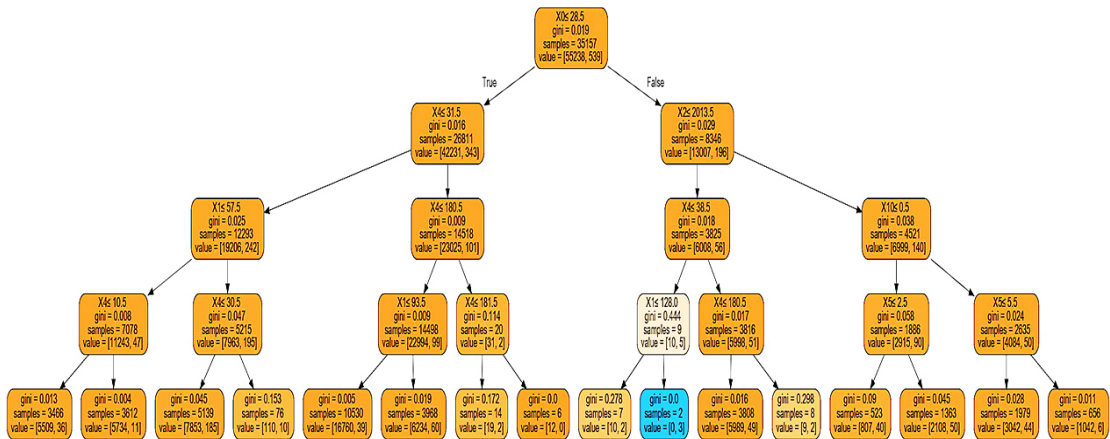 X0≤ 28.5
gini = 0.019
samples = 35157
value = [55238, 539]
True
False
X4≤ 31.5
gini = 0.016
samples = 26811
value = [42231, 343]
X2≤ 2013.5
gini = 0.029
samples = 8346
value = [13007, 196]
X1≤ 57.5
gini = 0.025
samples = 12293
value = [19206, 242]
X4≤ 180.5
gini = 0.009
samples = 14518
value = [23025, 101]
X4≤ 38.5
gini = 0.018
samples = 3825
value = [6008, 56]
X10≤ 0.5
gini = 0.038
samples = 4521
value = [6999, 140]
X4≤ 10.5
gini = 0.008
samples = 7078
value = [11243, 47]
X4≤ 30.5
gini = 0.047
samples = 5215
value = [7963, 195]
X1≤ 93.5
gini = 0.009
samples = 14498
value = [22994, 99]
X4≤ 181.5
gini = 0.114
samples = 20
value = [31, 2]
X1≤ 128.0
gini = 0.444
samples = 9
value = [10, 5]
X4≤ 180.5
gini = 0.017
samples = 3816
value = [5998, 51]
X5≤ 2.5
gini = 0.058
samples = 1886
value = [2915, 90]
X5≤ 5.5
gini = 0.024
samples = 2635
value = [4084, 50]
gini = 0.013
samples = 3466
value = [5509, 36]
gini = 0.004
samples = 3612
value = [5734, 11]
gini = 0.045
samples = 5139
value = [7853, 185]
gini = 0.153
samples = 76
value = [110, 10]
gini = 0.005
samples = 10530
value = [16760, 39]
gini = 0.019
samples = 3968
value = [6234, 60]
gini = 0.172
samples = 14
value = [19, 2]
gini = 0.0
samples = 6
value = [12, 0]
gini = 0.278
samples = 7
value = [10, 2]
gini = 0.0
samples = 2
value = [0, 3]
gini = 0.016
samples = 3808
value = [5989, 49]
gini = 0.298
samples = 8
value = [9, 2]
gini = 0.09
samples = 523
value = [807, 40]
gini = 0.045
samples = 1363
value = [2108, 50]
gini = 0.028
samples = 1979
value = [3042, 44]
gini = 0.011
samples = 656
value = [1042, 6]